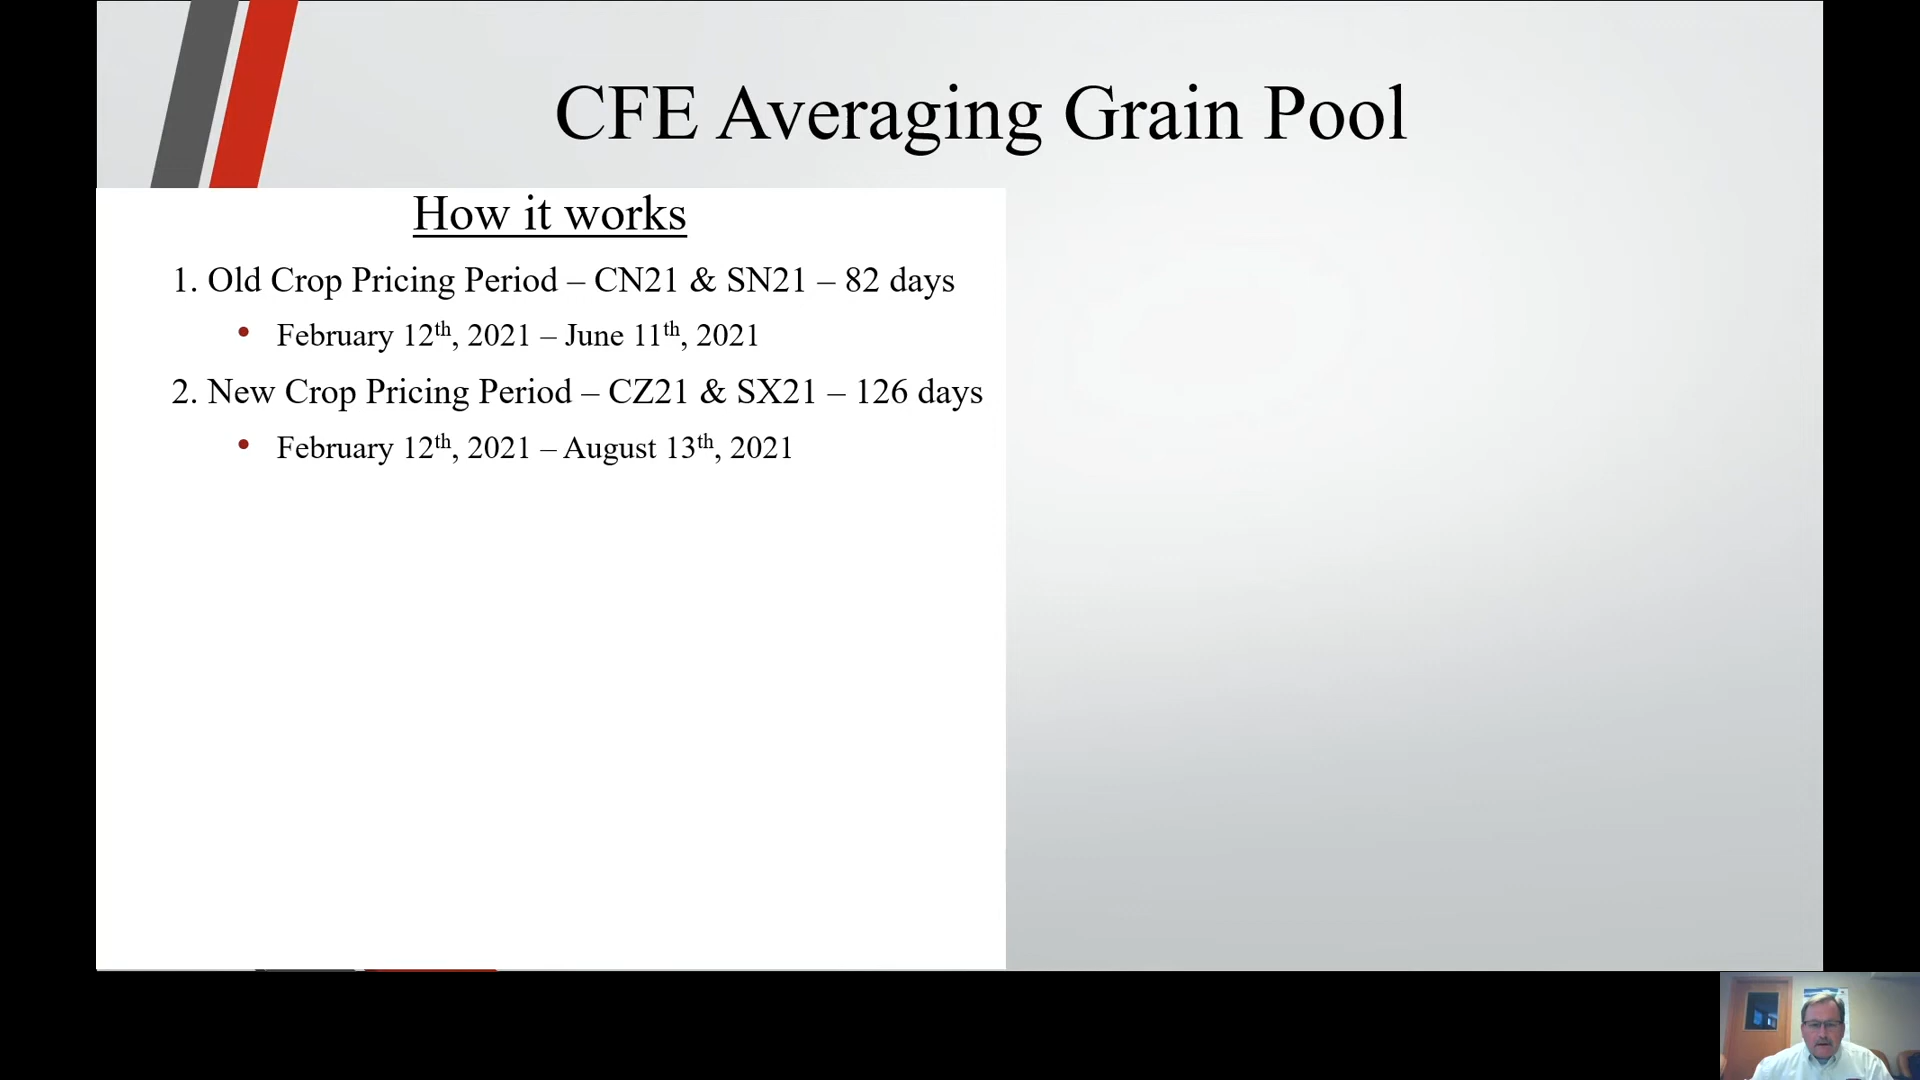 CFE Averaging Grain Pool
How it works
1. Old Crop Pricing Period – CN21 & SN21 – 82 days
• February 12th, 2021 – June 11th, 2021
2. New Crop Pricing Period – CZ21 & SX21 – 126 days
• February 12th, 2021 – August 13th, 2021